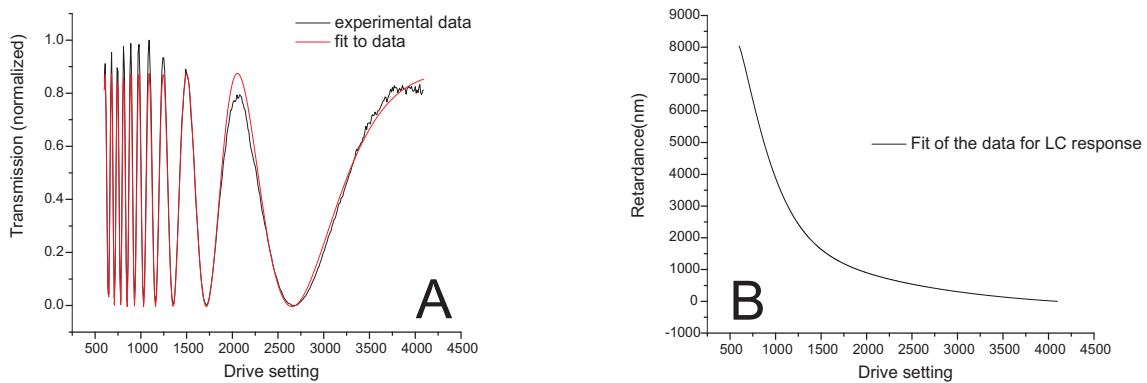 experimental data
fit to data
Transmission (normalized)
1.0
0.8
0.6
0.4
0.2
0.0
A
500 1000 1500 2000 2500 3000 3500 4000 4500
Drive setting
9000
8000
7000
6000
5000
4000
3000
2000
1000
0
-1000
Retardance(nm)
Fit of the data for LC response
B
500 1000 1500 2000 2500 3000 3500 4000 4500
Drive setting